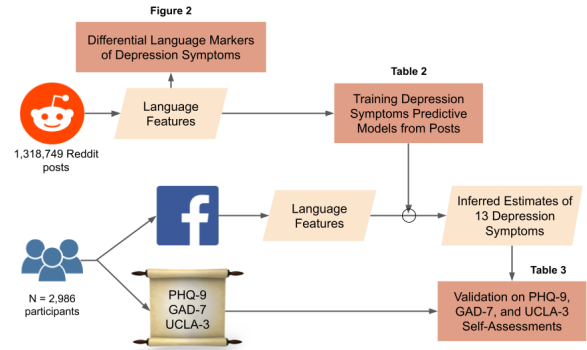 Figure 2
Differential Language Markers
of Depression Symptoms
Table 2
Language
Features
Training Depression
Symptoms Predictive
Models from Posts
1,318,749 Reddit
posts
Language
Features
Inferred Estimates of
13 Depression
Symptoms
N = 2,986
participants
PHQ-9
GAD-7
UCLA-3
Table 3
Validation on PHQ-9,
GAD-7, and UCLA-3
Self-Assessments